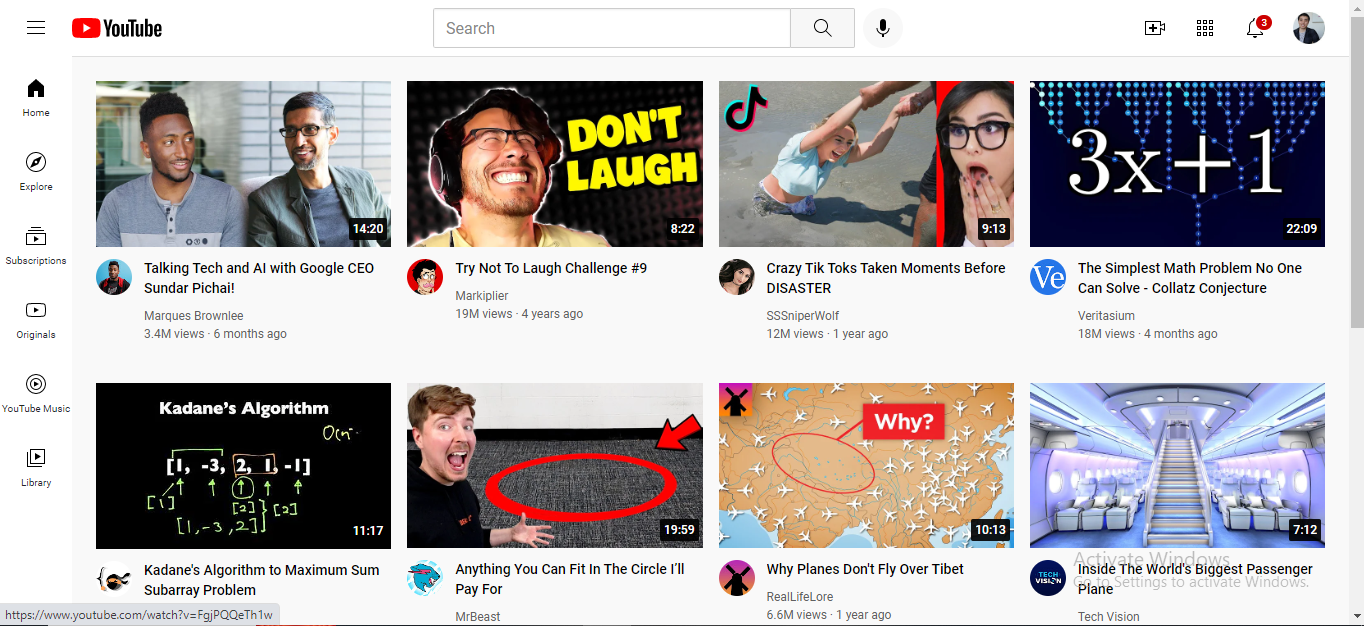 YouTube
Search
3
Home
Explore
Subscriptions
Originals
YouTube Music
Library
14:20
Talking Tech and AI with Google CEO
Sundar Pichai!
Marques Brownlee
3.4M views · 6 months ago
DON'T
LAUGH
8:22
Try Not To Laugh Challenge #9
Markiplier
19M views · 4 years ago
9:13
Crazy Tik Toks Taken Moments Before
DISASTER
SSSniperWolf
12M views · 1 year ago
3x+1
22:09
Ve
The Simplest Math Problem No One
Can Solve - Collatz Conjecture
Veritasium
18M views · 4 months ago
Kadane's Algorithm
[1, -3, 2, 1, -1]
[1]
[2]
[2]
[1, -3, 2]
11:17
Kadane's Algorithm to Maximum Sum
Subarray Problem
19:59
Anything You Can Fit In The Circle I'll
Pay For
MrBeast
Why?
10:13
Why Planes Don't Fly Over Tibet
RealLifeLore
6.6M views · 1 year ago
7:12
TECH
VISION
Inside The World's Biggest Passenger
Plane
Tech Vision
Activate Windows
Go to Settings to activate Windows.
https://www.youtube.com/watch?v=FgjPQQeTh1w